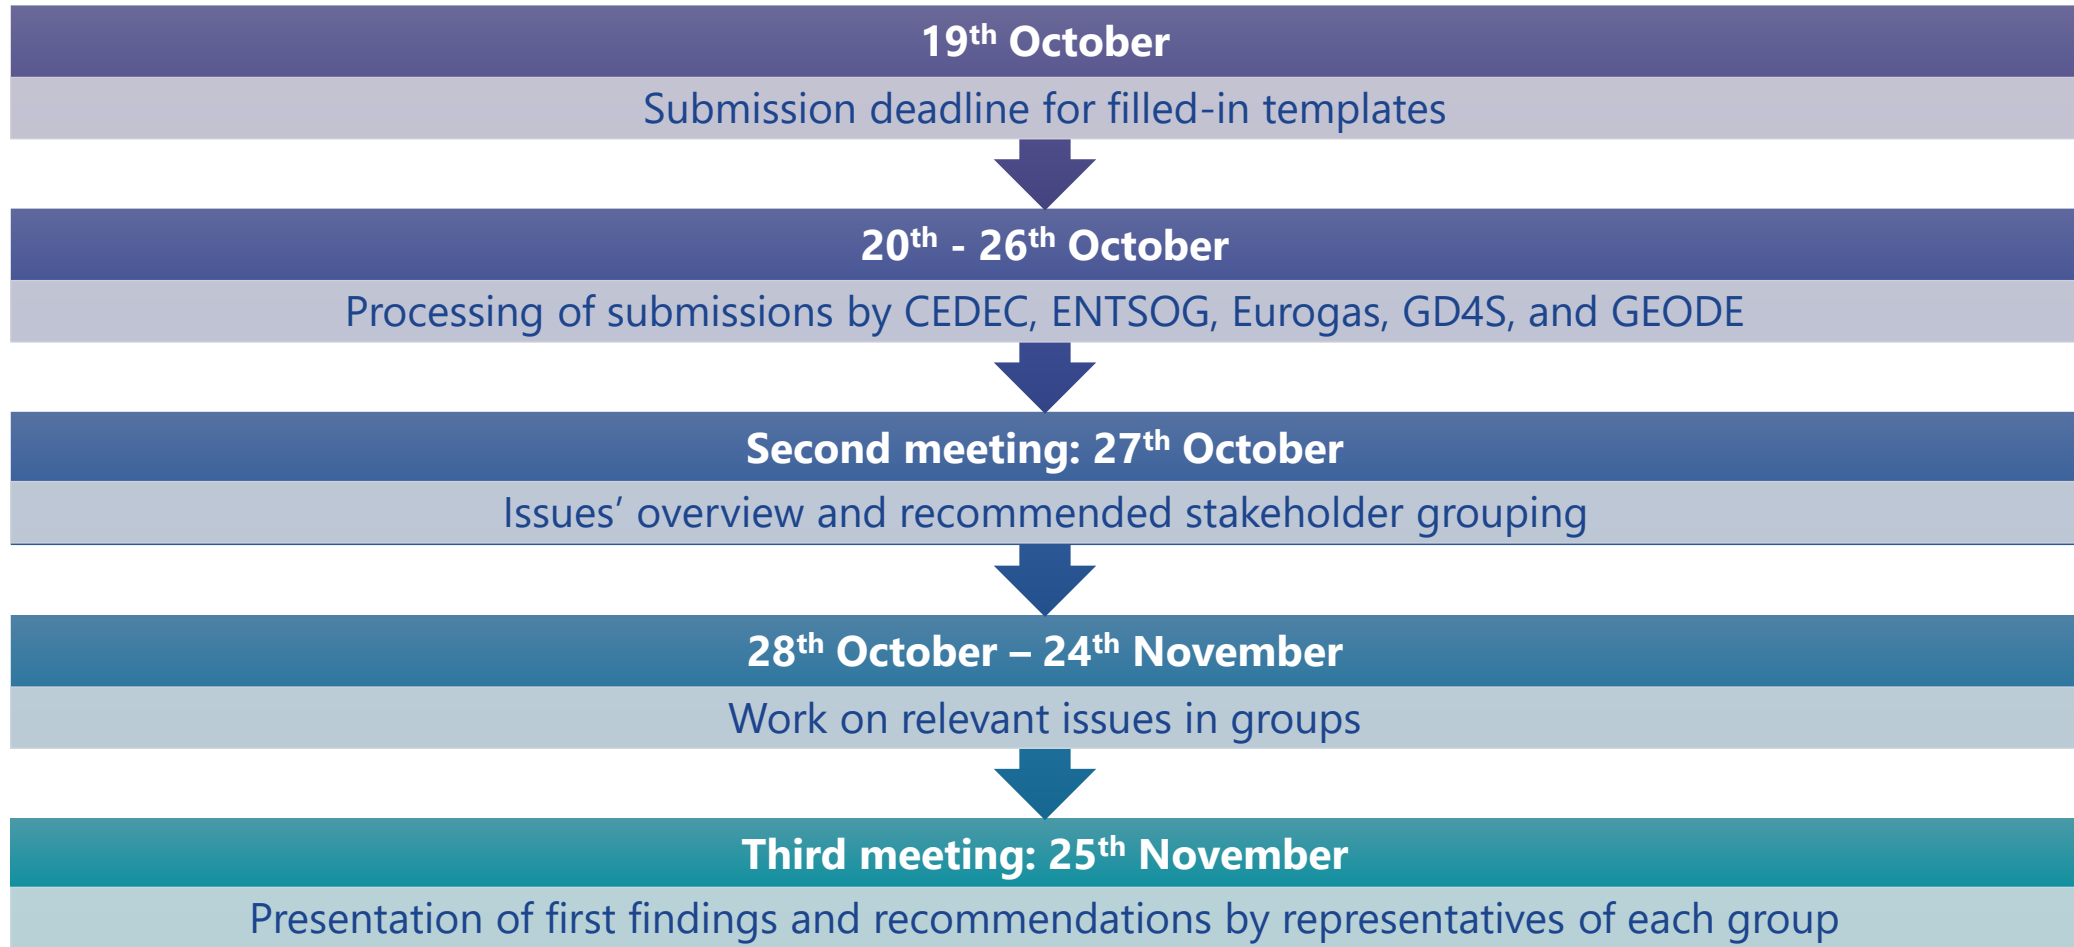 19th October
Submission deadline for filled-in templates
20th - 26th October
Processing of submissions by CEDEC, ENTSOG, Eurogas, GD4S, and GEODE
Second meeting: 27th October
Issues’ overview and recommended stakeholder grouping
28th October – 24th November
Work on relevant issues in groups
Third meeting: 25th November
Presentation of first findings and recommendations by representatives of each group